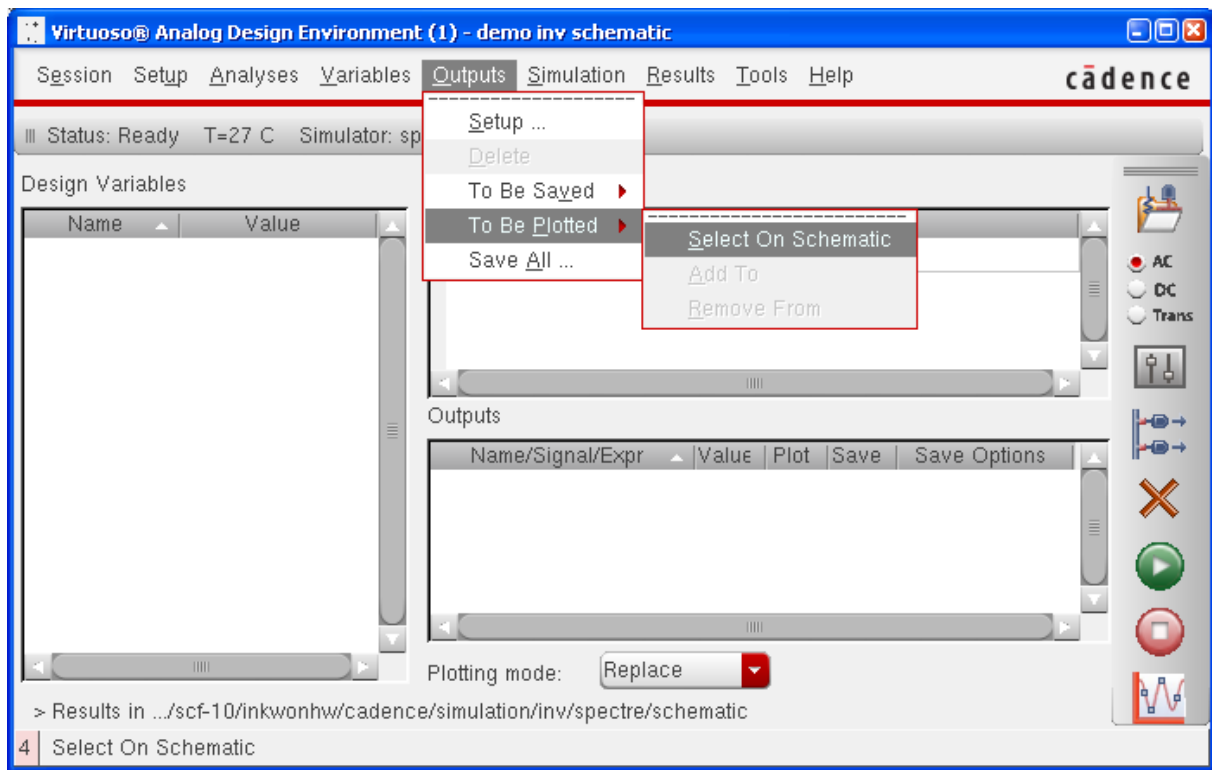 Virtuoso® Analog Design Environment (1) - demo inv schematic
Session Setup Analyses Variables Outputs Simulation Results Tools Help
cādence
Status: Ready T=27 C Simulator: sp
Setup ...
Delete
To Be Saved
To Be Plotted
Save All ...
Select On Schematic
Add To
Remove From
Design Variables
Name Value
AC
DC
Trans
Outputs
Name/Signal/Expr Value Plot Save Save Options
Plotting mode: Replace
> Results in .../scf-10/inkwonhw/cadence/simulation/inv/spectre/schematic
4 Select On Schematic